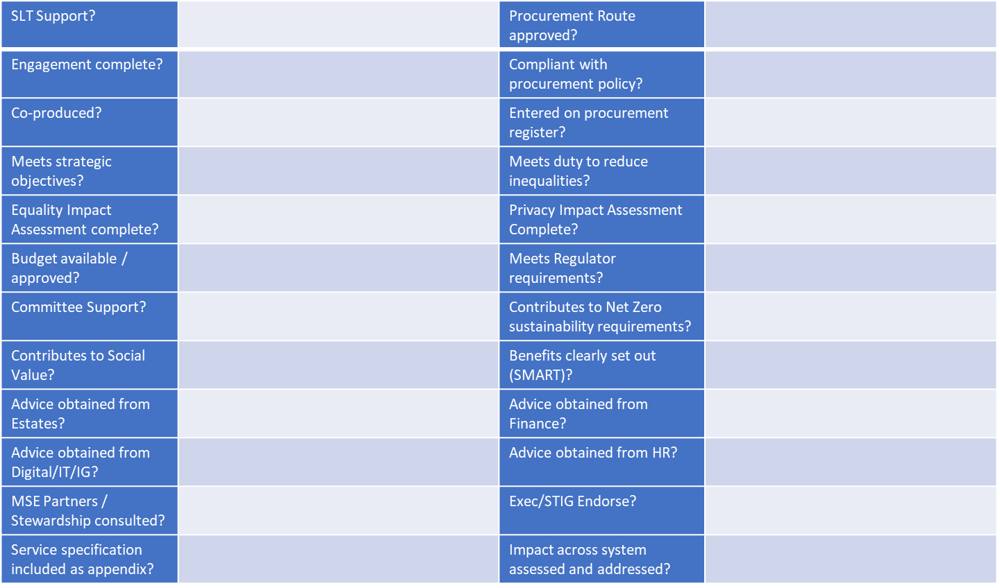 SLT Support?
Procurement Route
approved?
Engagement complete?
Compliant with
procurement policy?
Co-produced?
Entered on procurement
register?
Meets strategic
objectives?
Meets duty to reduce
inequalities?
Equality Impact
Assessment complete?
Privacy Impact Assessment
Complete?
Budget available /
approved?
Meets Regulator
requirements?
Committee Support?
Contributes to Net Zero
sustainability requirements?
Contributes to Social
Value?
Benefits clearly set out
(SMART)?
Advice obtained from
Estates?
Advice obtained from
Finance?
Advice obtained from
Digital/IT/IG?
Advice obtained from HR?
MSE Partners /
Stewardship consulted?
Exec/STIG Endorse?
Service specification
included as appendix?
Impact across system
assessed and addressed?